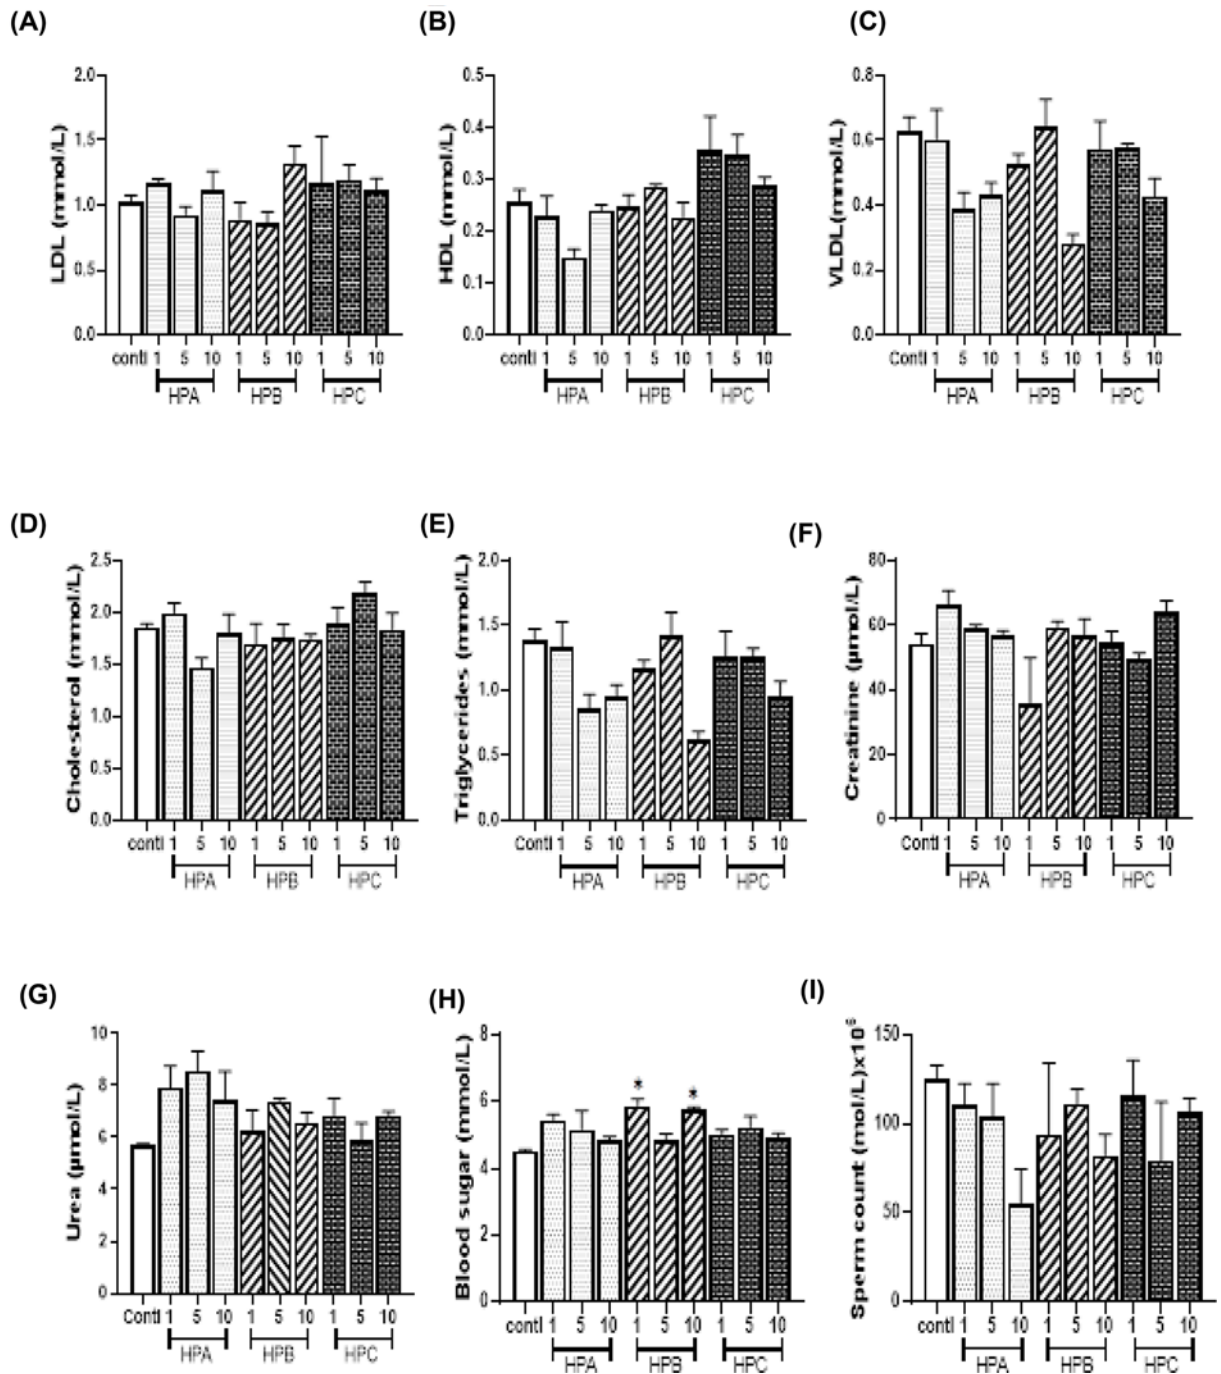 (A)
LDL (mmol/L)
2.0
1.5
1.0
0.5
0.0
contl 1 5 10 1 5 10 1 5 10
HPA HPB HPC
(B)
HDL (mmol/L)
0.5
0.4
0.3
0.2
0.1
0.0
contl 1 5 10 1 5 10 1 5 10
HPA HPB HPC
(C)
VLDL(mmol/L)
0.8
0.6
0.4
0.2
0.0
Contl 1 5 10 1 5 10 1 5 10
HPA HPB HPC
(D)
Cholesterol (mmol/L)
2.5
2.0
1.5
1.0
0.5
0.0
contl 1 5 10 1 5 10 1 5 10
HPA HPB HPC
(E)
Triglycerides (mmol/L)
2.0
1.5
1.0
0.5
0.0
Contl 1 5 10 1 5 10 1 5 10
HPA HPB HPC
(F)
Creatinine (µmol/L)
80
60
40
20
0
Contl 1 5 10 1 5 10 1 5 10
HPA HPB HPC
(G)
Urea (µmol/L)
10
8
6
4
2
0
Contl 1 5 10 1 5 10 1 5 10
HPA HPB HPC
(H)
Blood sugar (mmol/L)
8
6
4
2
0
* *
contl 1 5 10 1 5 10 1 5 10
HPA HPB HPC
(I)
Sperm count (mol/L)x10⁶
150
100
50
0
contl 1 5 10 1 5 10 1 5 10
HPA HPB HPC